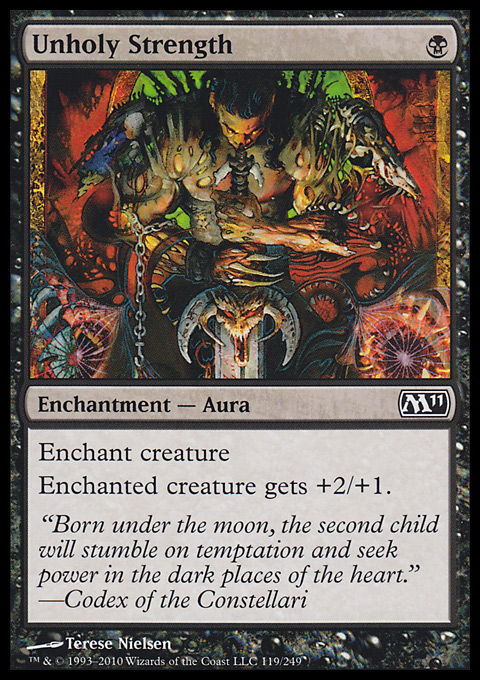 Unholy Strength
Enchantment — Aura
M11
Enchant creature
Enchanted creature gets +2/+1.
“Born under the moon, the second child
will stumble on temptation and seek
power in the dark places of the heart.”
—Codex of the Constellari
Terese Nielsen
™ & © 1993–2010 Wizards of the Coast LLC 119/249